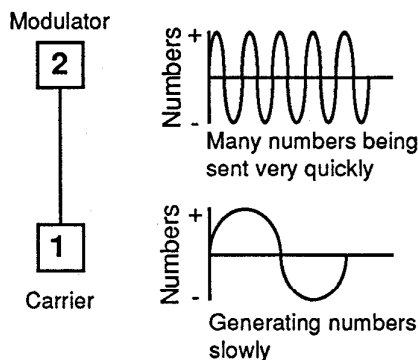 Modulator
2
Numbers
+
-
Many numbers being
sent very quickly
1
Carrier
Numbers
+
-
Generating numbers
slowly